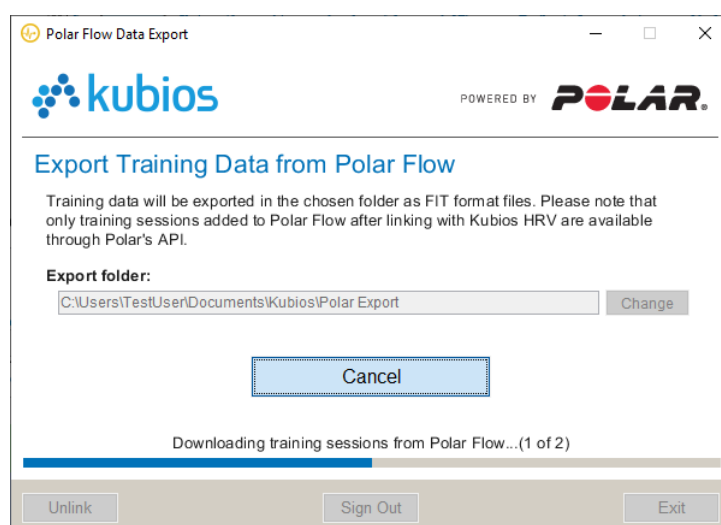 Polar Flow Data Export
kubios
POWERED BY POLAR®
Export Training Data from Polar Flow
Training data will be exported in the chosen folder as FIT format files. Please note that
only training sessions added to Polar Flow after linking with Kubios HRV are available
through Polar's API.
Export folder:
C:\Users\TestUser\Documents\Kubios\Polar Export
Change
Cancel
Downloading training sessions from Polar Flow...(1 of 2)
Unlink
Sign Out
Exit